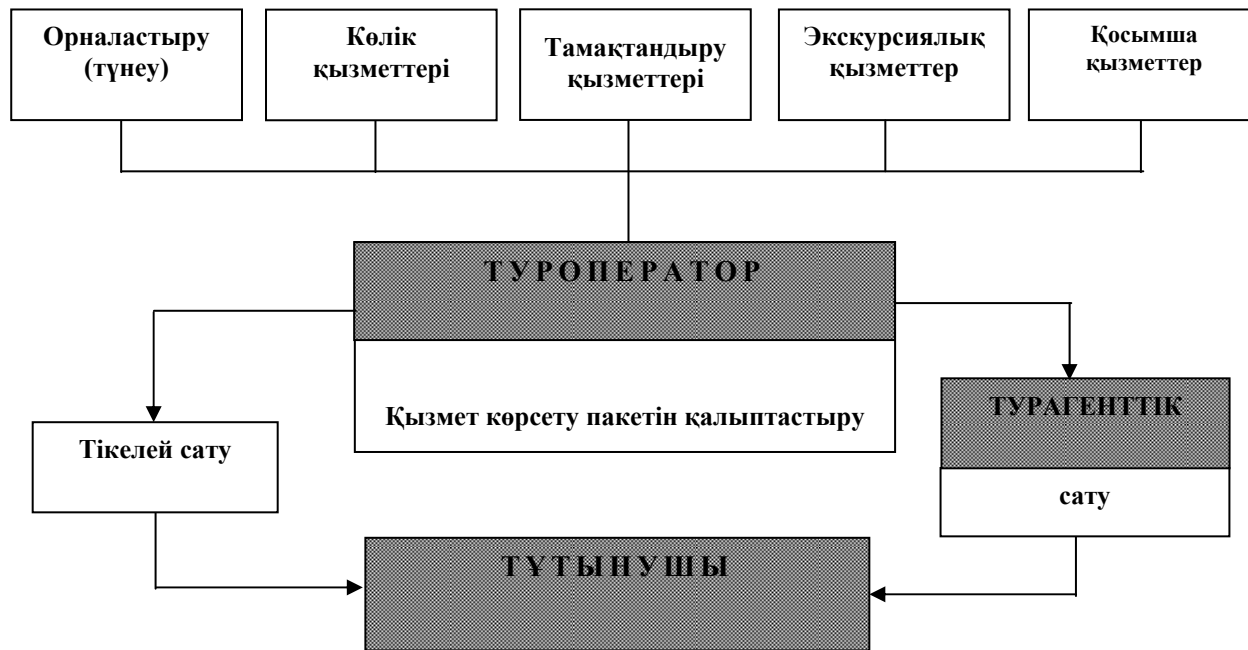 Орналастыру
(түнеу)
Көлік
қызметтері
Тамақтандыру
қызметтері
Экскурсиялық
қызметтер
Қосымша
қызметтер
ТУРОПЕРАТОР
Қызмет көрсету пакетін қалыптастыру
ТУРАГЕНТТІК
Тікелей сату
сату
ТҰТЫНУШЫ